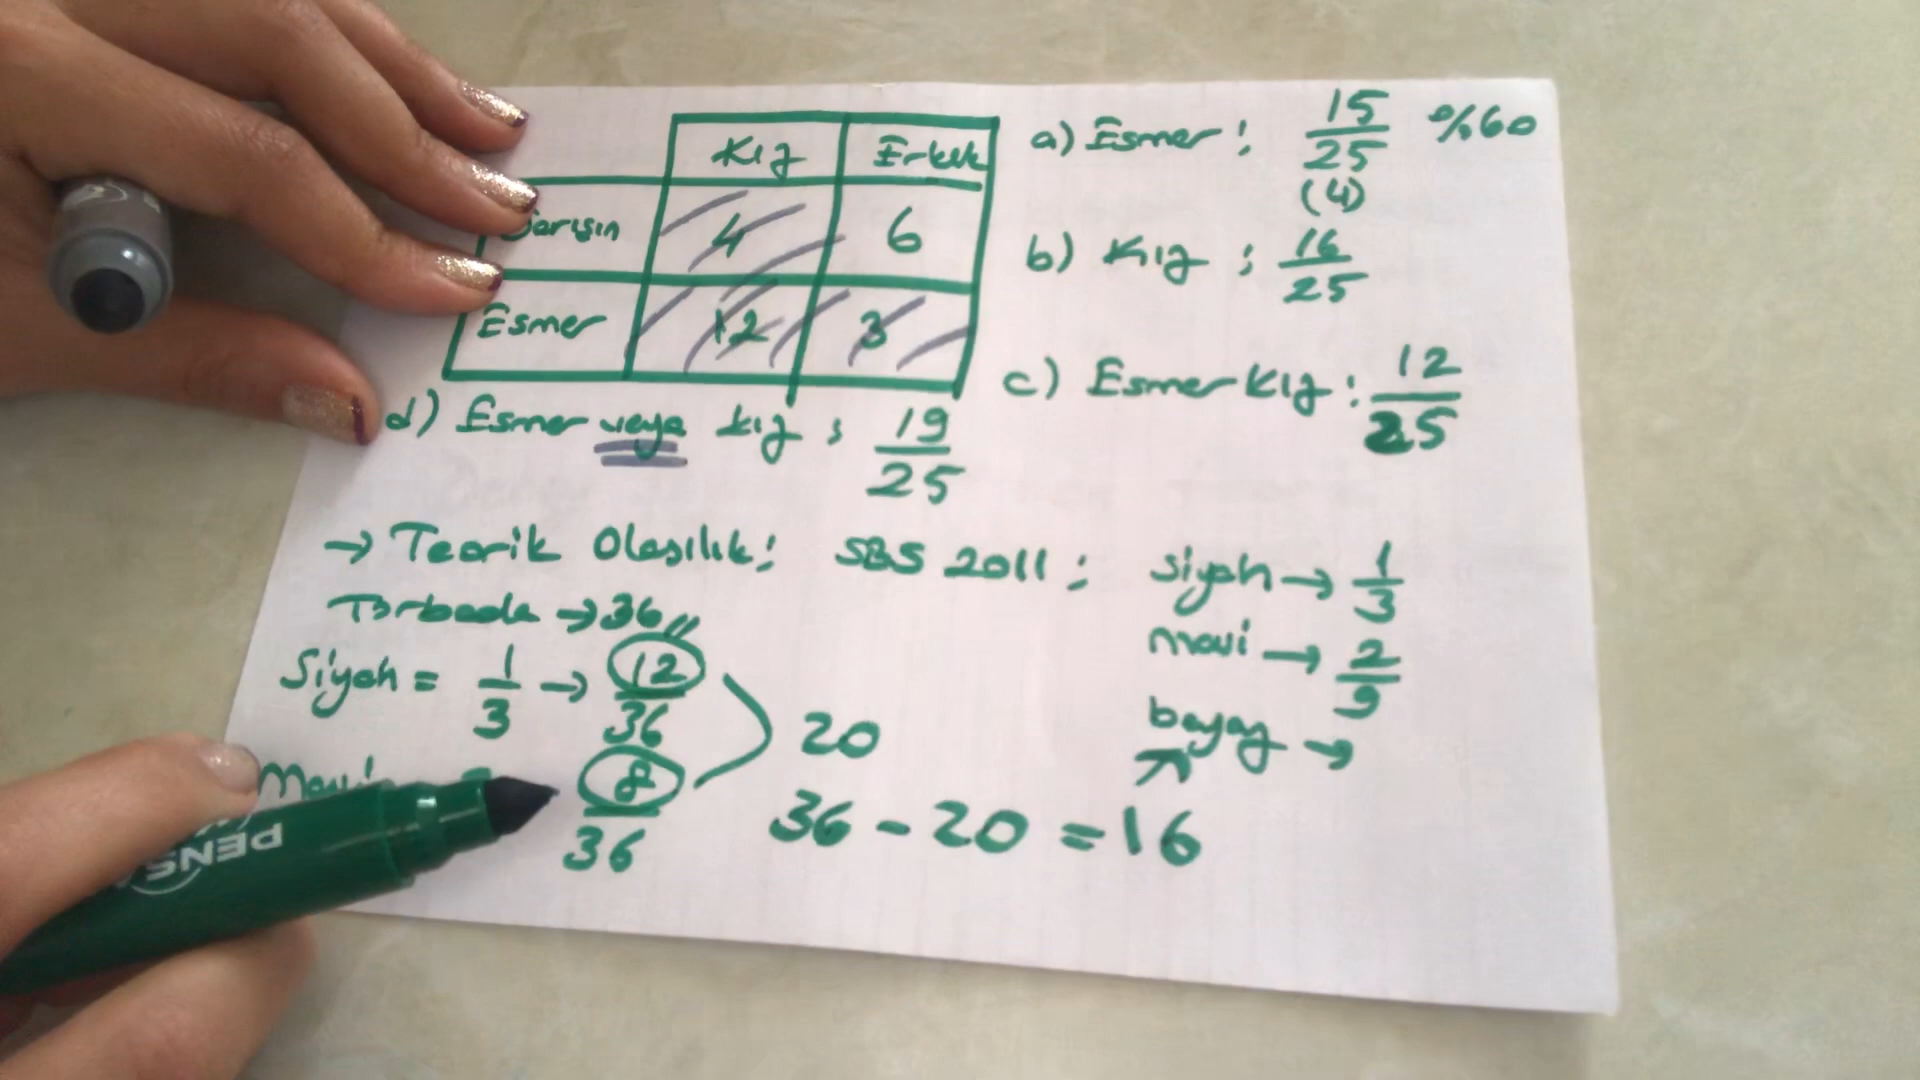 Kız Erkek
Sarışın 4 6
Esmer 12 3
a) Esmer : 15/25 %60
(4)
b) Kız : 16/25
c) Esmer Kız : 12/25
d) Esmer veya kız : 19/25
→ Teorik Olasılık: SBS 2011 :
Torbada → 36
Siyah = 1/3 → 12/36
Mavi 8/36
20
36 - 20 = 16
siyah → 1/3
mavi → 2/9
beyaz →
PENSAN